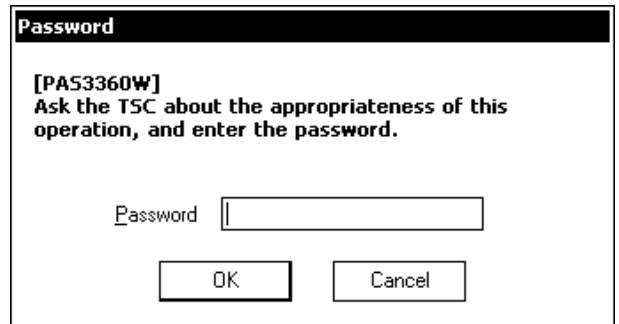 Password
[PAS3360W]
Ask the TSC about the appropriateness of this
operation, and enter the password.
Password
OK Cancel